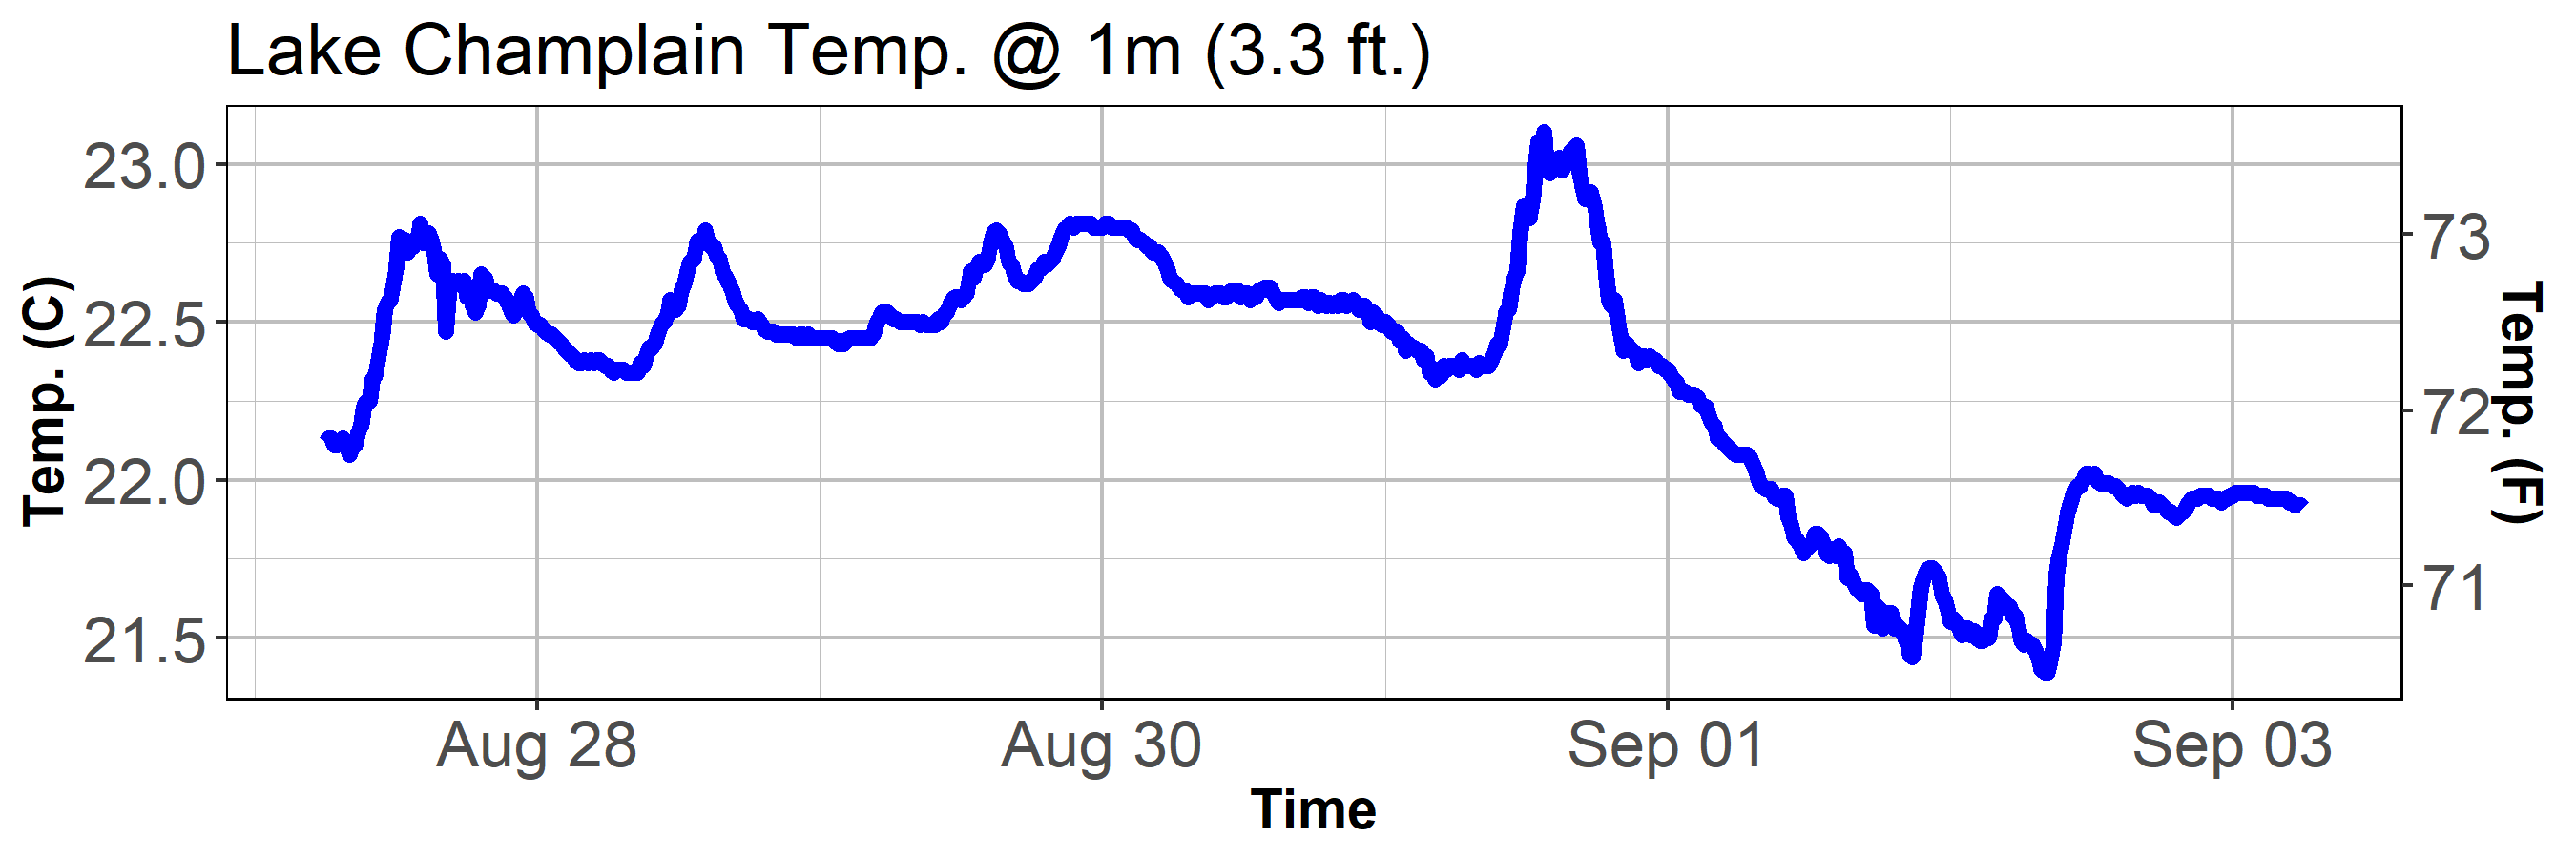 Lake Champlain Temp. @ 1m (3.3 ft.)
Temp. (C)
23.0
22.5
22.0
21.5
73
72
71
Temp. (F)
Aug 28
Aug 30
Sep 01
Sep 03
Time